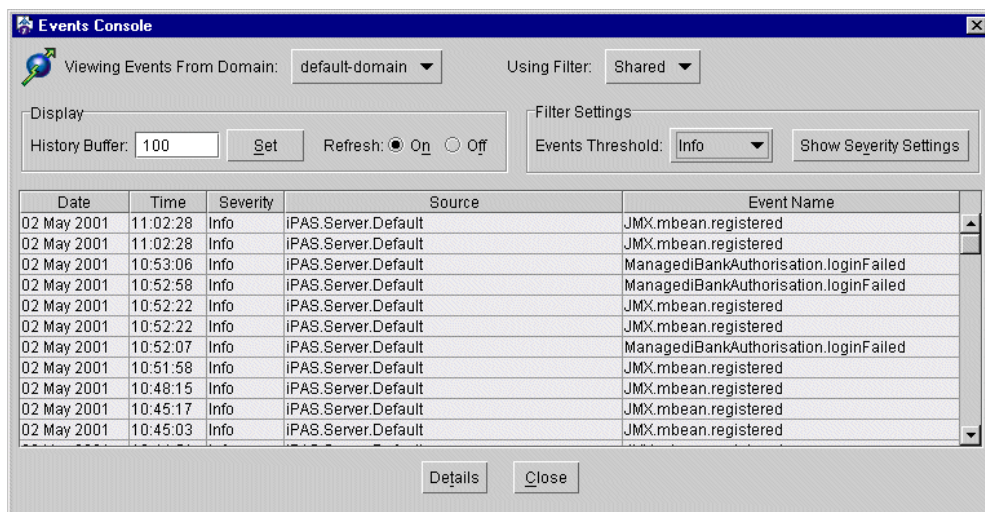 Events Console
Viewing Events From Domain: default-domain Using Filter: Shared
Display Filter Settings
History Buffer: 100 Set Refresh: On Off Events Threshold: Info Show Severity Settings
Date Time Severity Source Event Name
02 May 2001 11:02:28 Info iPAS.Server.Default JMX.mbean.registered
02 May 2001 11:02:28 Info iPAS.Server.Default JMX.mbean.registered
02 May 2001 10:53:06 Info iPAS.Server.Default ManagediBankAuthorisation.loginFailed
02 May 2001 10:52:58 Info iPAS.Server.Default ManagediBankAuthorisation.loginFailed
02 May 2001 10:52:22 Info iPAS.Server.Default JMX.mbean.registered
02 May 2001 10:52:22 Info iPAS.Server.Default JMX.mbean.registered
02 May 2001 10:52:07 Info iPAS.Server.Default ManagediBankAuthorisation.loginFailed
02 May 2001 10:51:58 Info iPAS.Server.Default JMX.mbean.registered
02 May 2001 10:48:15 Info iPAS.Server.Default JMX.mbean.registered
02 May 2001 10:45:17 Info iPAS.Server.Default JMX.mbean.registered
02 May 2001 10:45:03 Info iPAS.Server.Default JMX.mbean.registered
Details Close